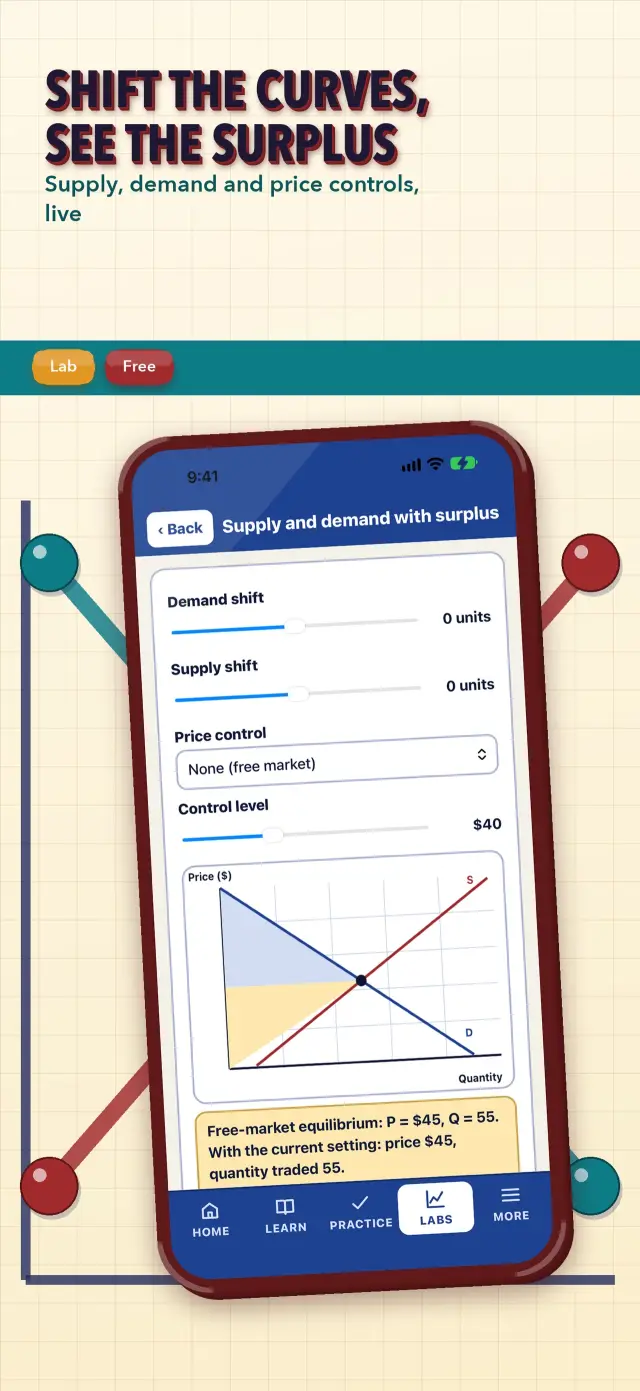 SHIFT THE CURVES,
SEE THE SURPLUS
Supply, demand and price controls,
live
Lab
Free
9:41
‹ Back
Supply and demand with surplus
Demand shift
0 units
Supply shift
0 units
Price control
None (free market)
Control level
$40
Price ($)
S
D
Quantity
Free-market equilibrium: P = $45, Q = 55.
With the current setting: price $45,
quantity traded 55.
HOME
LEARN
PRACTICE
LABS
MORE